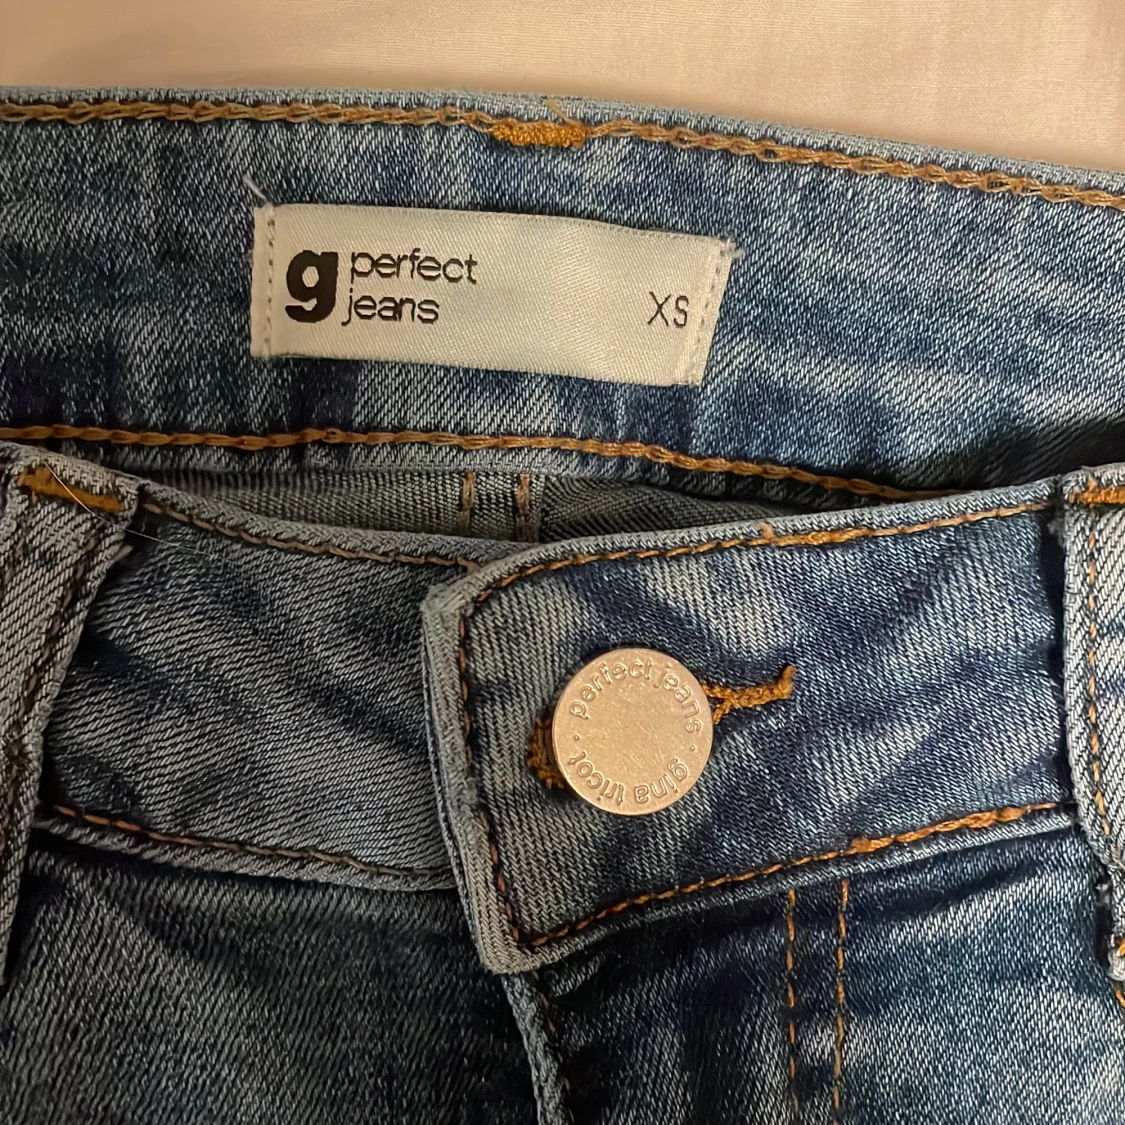 g perfect
jeans
XS
perfect jeans · gina tricot ·